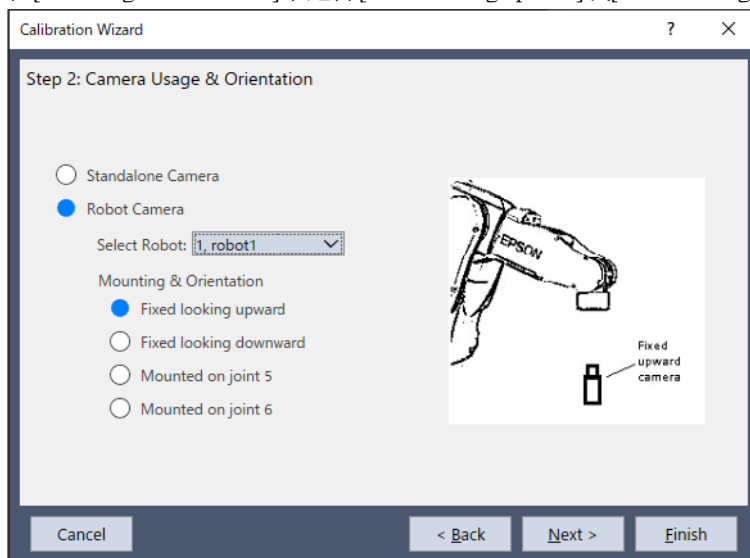 Calibration Wizard
Step 2: Camera Usage & Orientation
Standalone Camera
Robot Camera
Select Robot: 1, robot1
Mounting & Orientation
Fixed looking upward
Fixed looking downward
Mounted on joint 5
Mounted on joint 6
EPSON
Fixed
upward
camera
Cancel
< Back
Next >
Finish